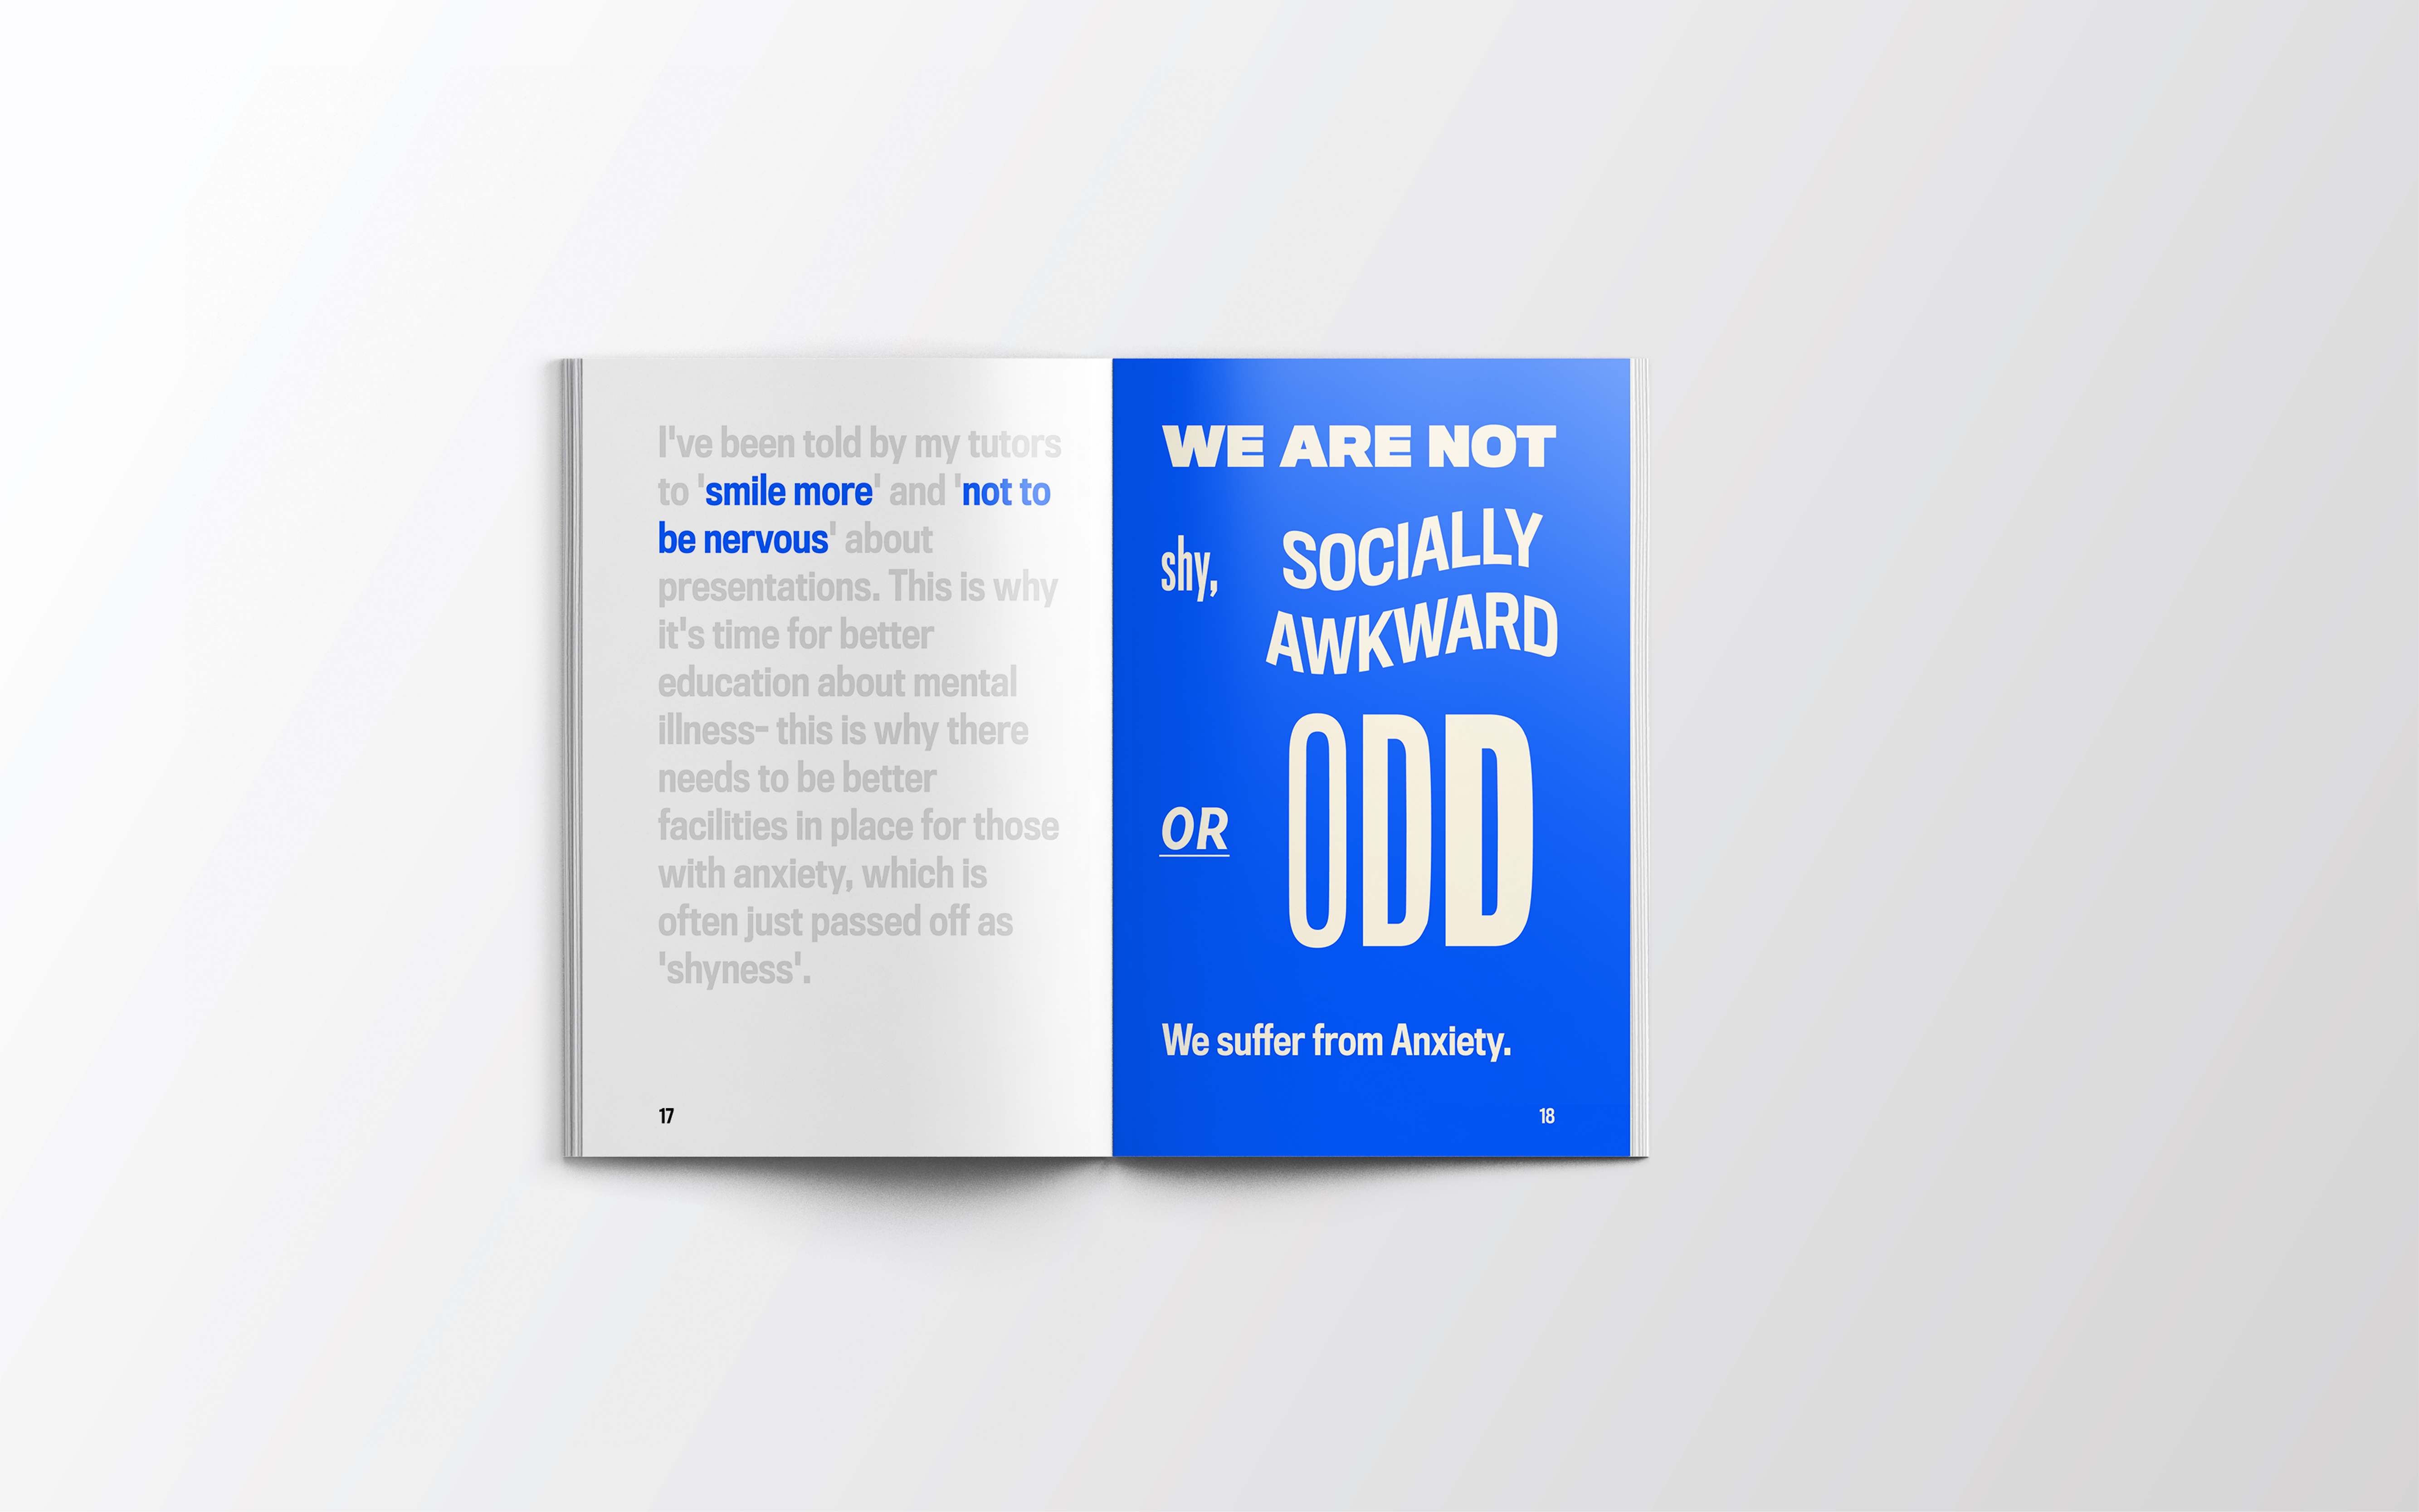 I've been told by my tutors
to 'smile more' and 'not to
be nervous' about
presentations. This is why
it's time for better
education about mental
illness- this is why there
needs to be better
facilities in place for those
with anxiety, which is
often just passed off as
'shyness'.
17
WE ARE NOT
shy,
SOCIALLY
AWKWARD
OR
ODD
We suffer from Anxiety.
18